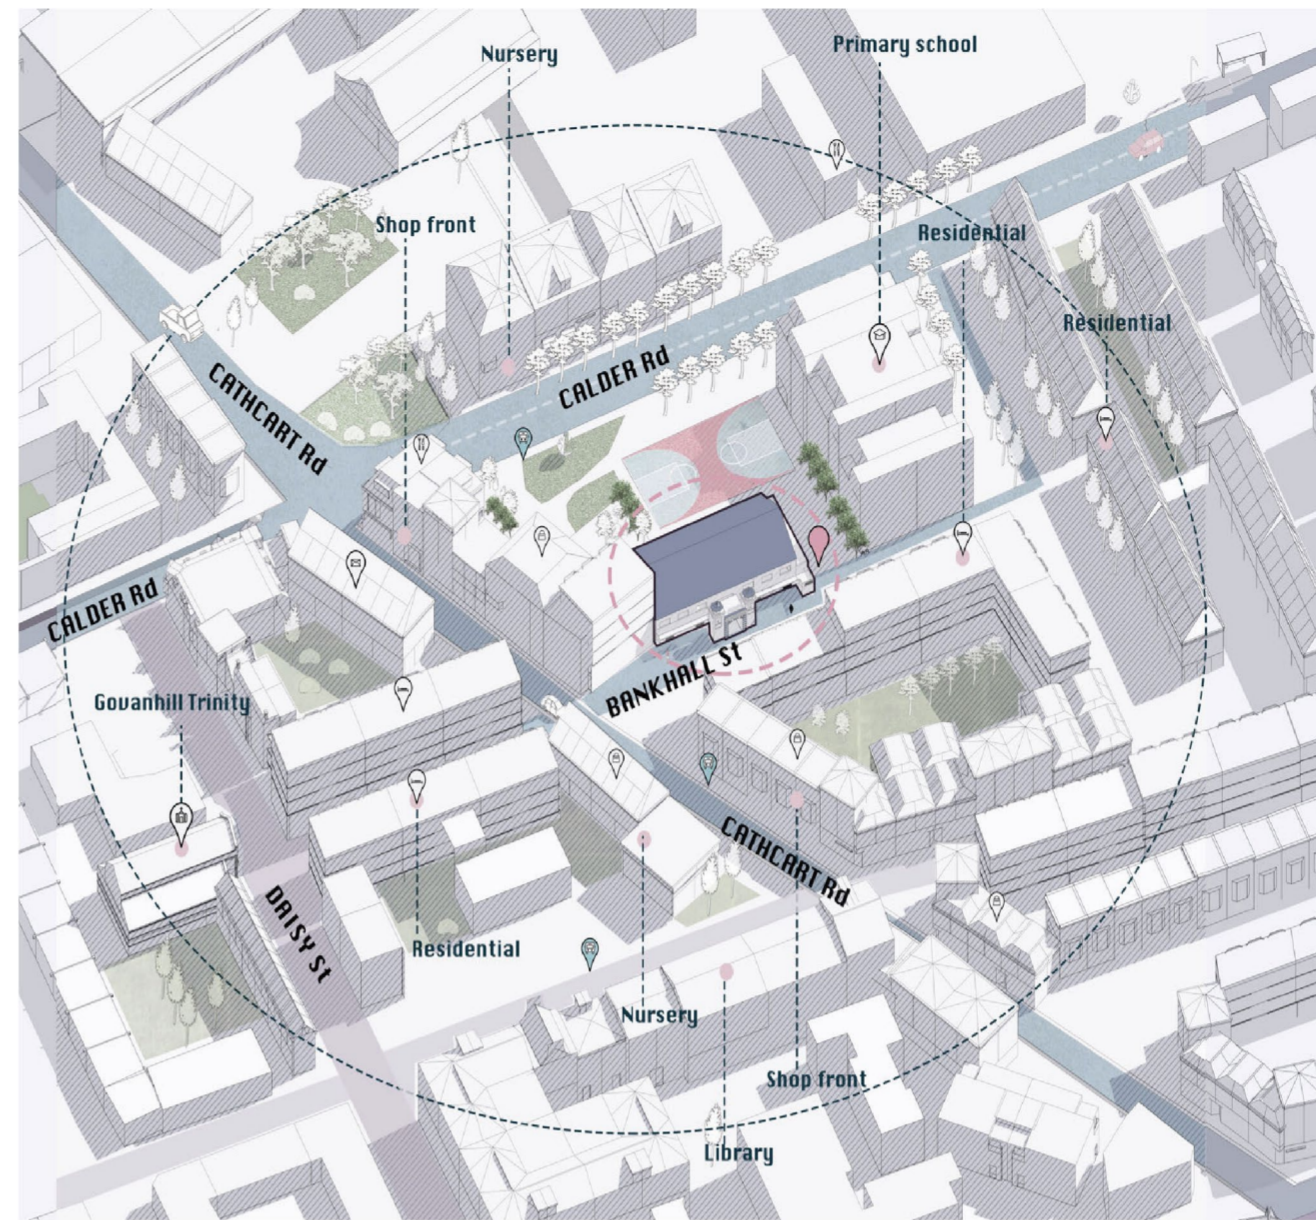 Primary school
Nursery
Shop front
Residential
Residential
CALDER Rd
CATHCART Rd
CALDER Rd
BANKHALL St
Govanhill Trinity
CATHCART Rd
DAISY St
Residential
Nursery
Shop front
Library